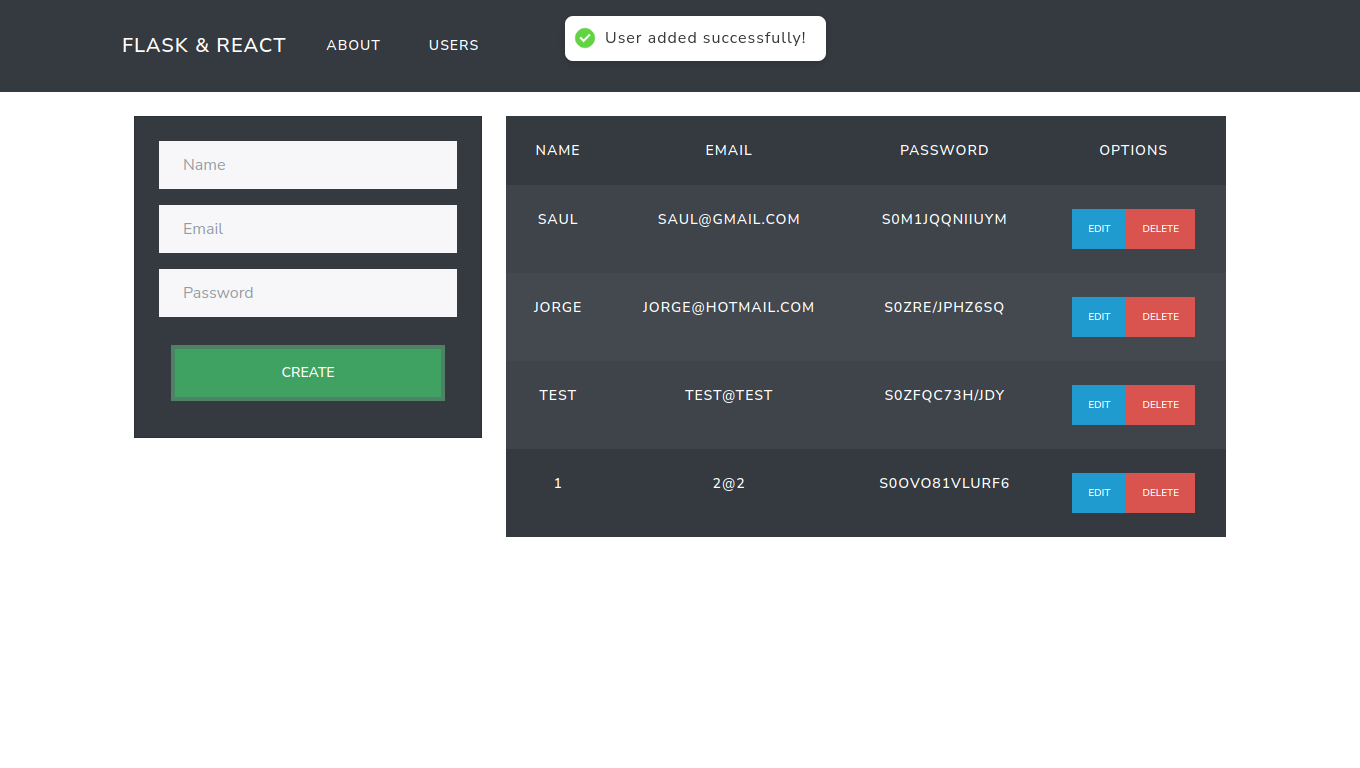 FLASK & REACT ABOUT USERS
User added successfully!
Name
Email
Password
CREATE
NAME EMAIL PASSWORD OPTIONS
SAUL SAUL@GMAIL.COM S0M1JQQNIIUYM EDIT DELETE
JORGE JORGE@HOTMAIL.COM S0ZRE/JPHZ6SQ EDIT DELETE
TEST TEST@TEST S0ZFQC73H/JDY EDIT DELETE
1 2@2 S0OVO81VLURF6 EDIT DELETE